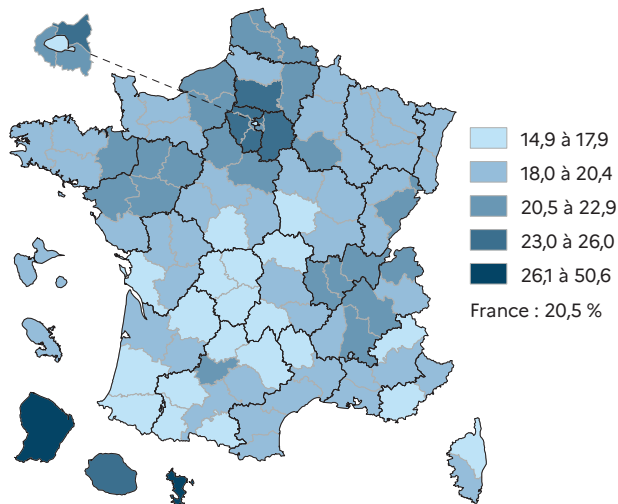 14,9 à 17,9
18,0 à 20,4
20,5 à 22,9
23,0 à 26,0
26,1 à 50,6
France : 20,5 %